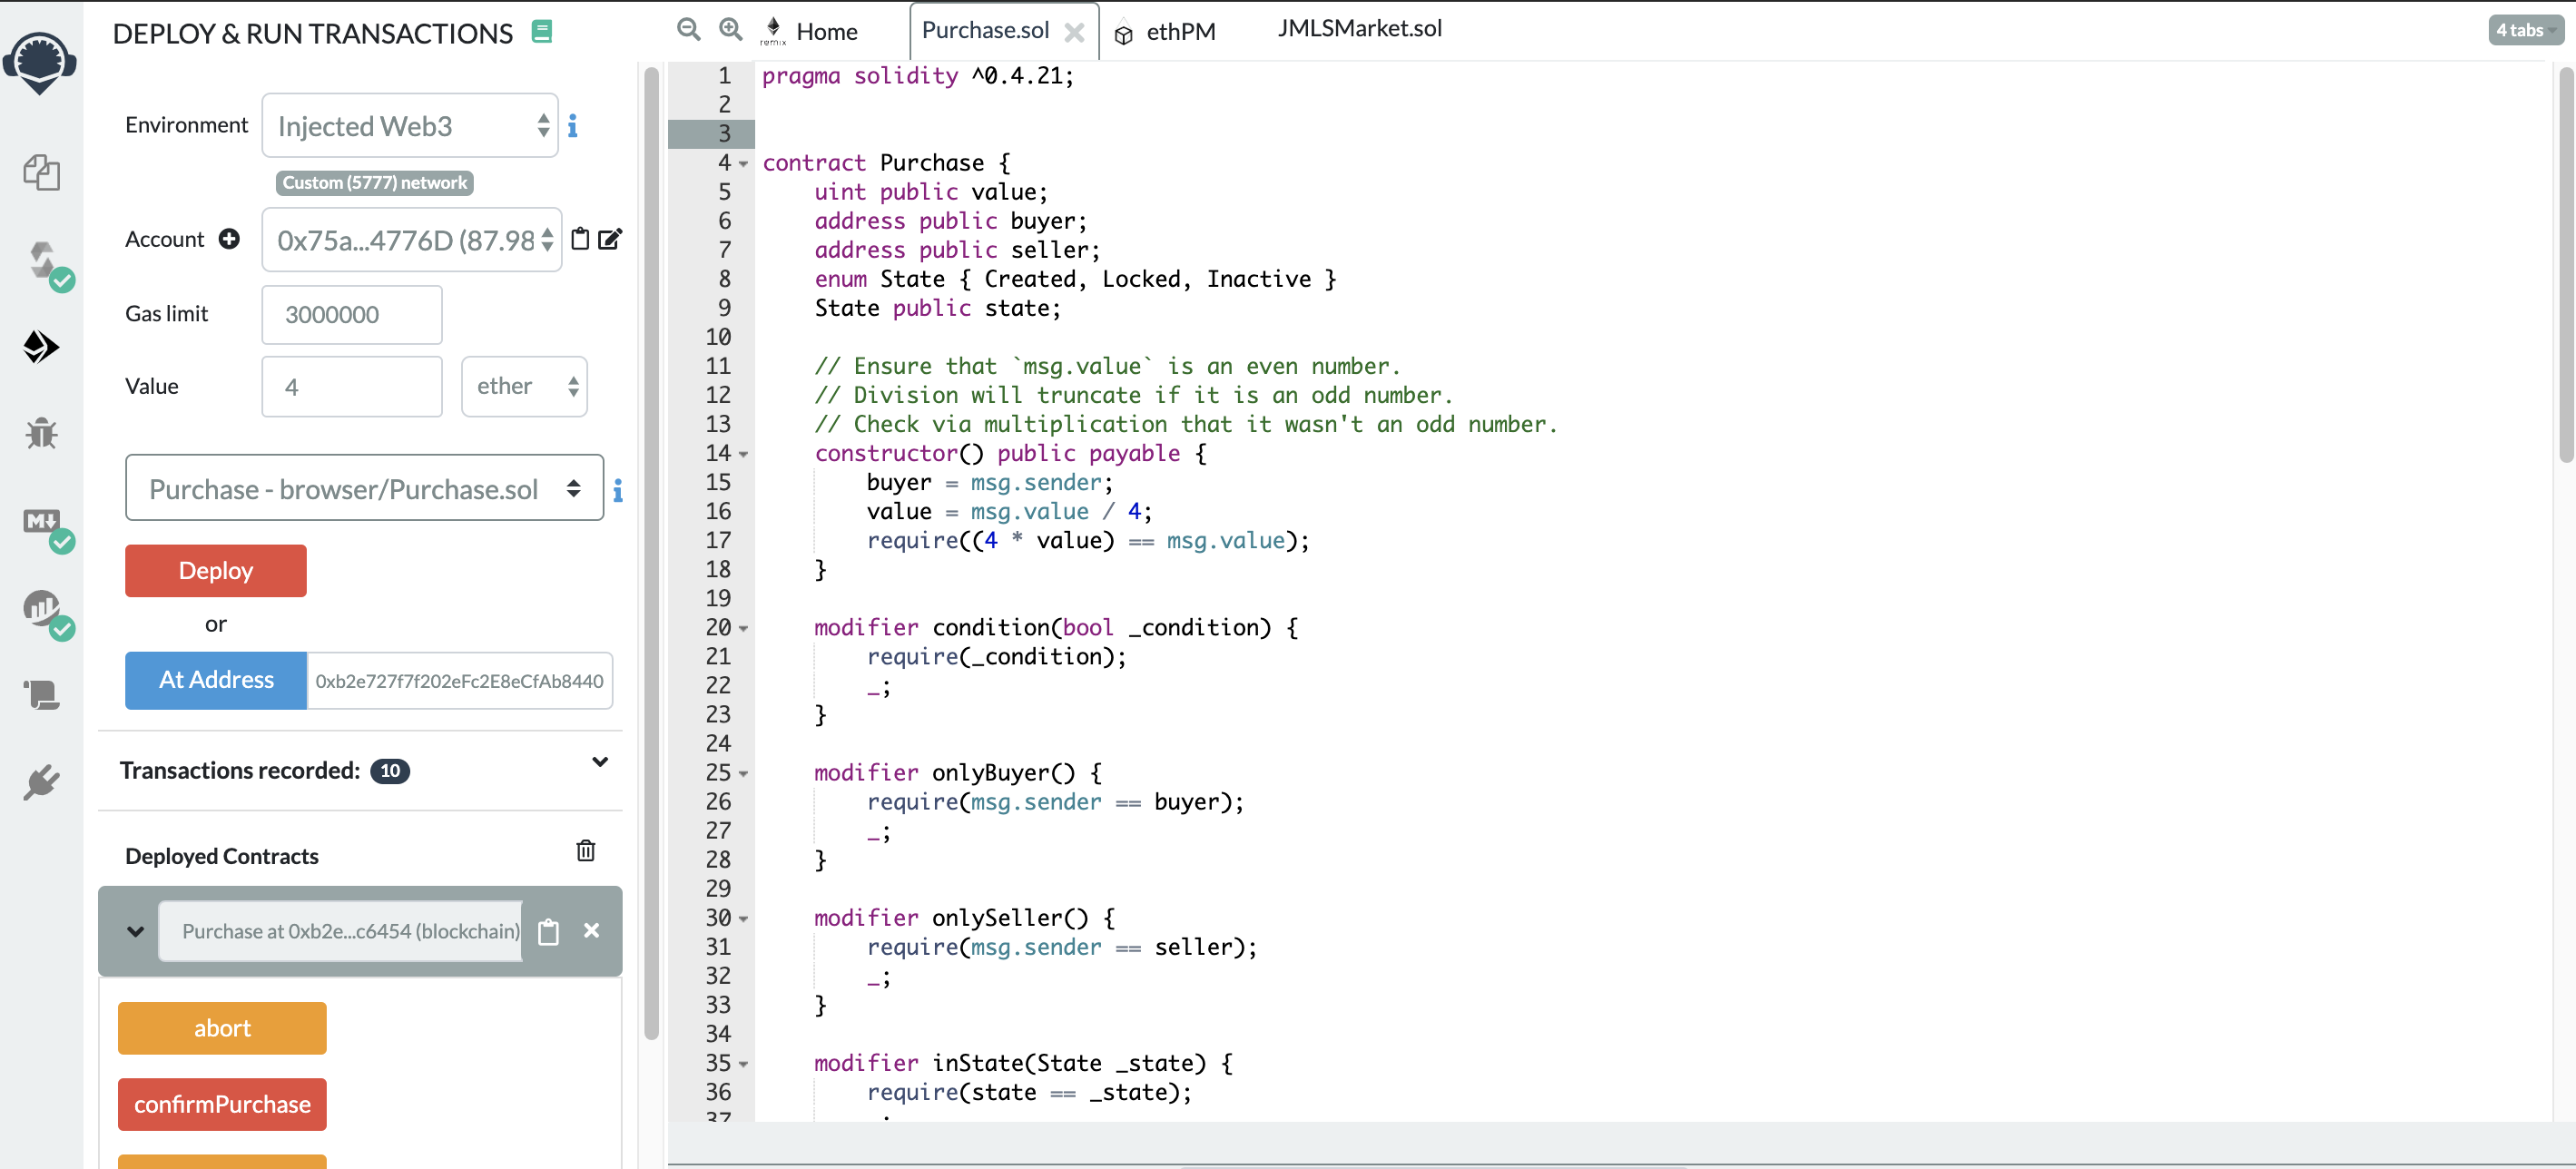 DEPLOY & RUN TRANSACTIONS
Environment
Injected Web3
Custom (5777) network
Account
0x75a...4776D (87.98
Gas limit
3000000
Value
4
ether
Purchase - browser/Purchase.sol
Deploy
or
At Address
0xb2e727f7f202eFc2E8eCfAb8440
Transactions recorded: 10
Deployed Contracts
Purchase at 0xb2e...c6454 (blockchain)
abort
confirmPurchase
M
remix
Home
Purchase.sol
ethPM
JMLSMarket.sol
4 tabs
1 pragma solidity ^0.4.21;
2
3
4 contract Purchase {
5 uint public value;
6 address public buyer;
7 address public seller;
8 enum State { Created, Locked, Inactive }
9 State public state;
10
11 // Ensure that `msg.value` is an even number.
12 // Division will truncate if it is an odd number.
13 // Check via multiplication that it wasn't an odd number.
14 constructor() public payable {
15 buyer = msg.sender;
16 value = msg.value / 4;
17 require((4 * value) == msg.value);
18 }
19
20 modifier condition(bool _condition) {
21 require(_condition);
22 _;
23 }
24
25 modifier onlyBuyer() {
26 require(msg.sender == buyer);
27 _;
28 }
29
30 modifier onlySeller() {
31 require(msg.sender == seller);
32 _;
33 }
34
35 modifier inState(State _state) {
36 require(state == _state);
37